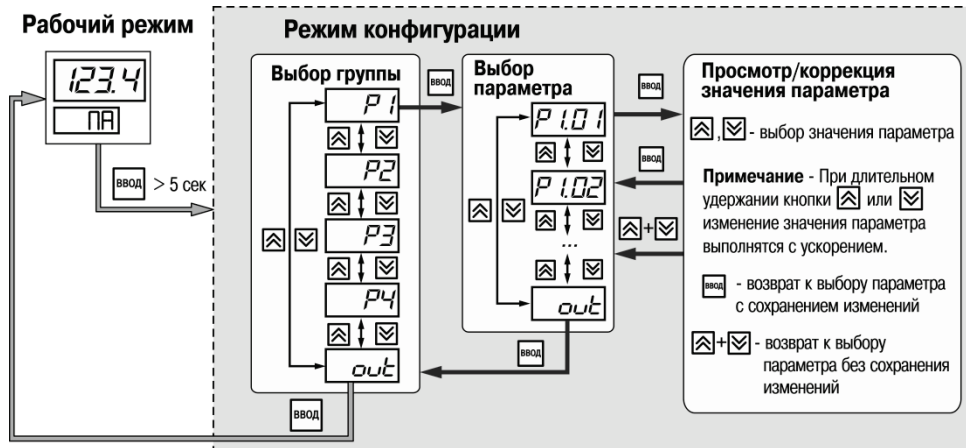 Рабочий режим
123.4
ПА
ВВОД > 5 сек
Режим конфигурации
Выбор группы
P1
P2
P3
P4
out
ВВОД
ВВОД
Выбор
параметра
P1.01
P1.02
...
out
ВВОД
ВВОД
ВВОД
+
Просмотр/коррекция
значения параметра
, - выбор значения параметра
Примечание - При длительном
удержании кнопки или
изменение значения параметра
выполнятся с ускорением.
ВВОД - возврат к выбору параметра
с сохранением изменений
+ - возврат к выбору
параметра без сохранения
изменений